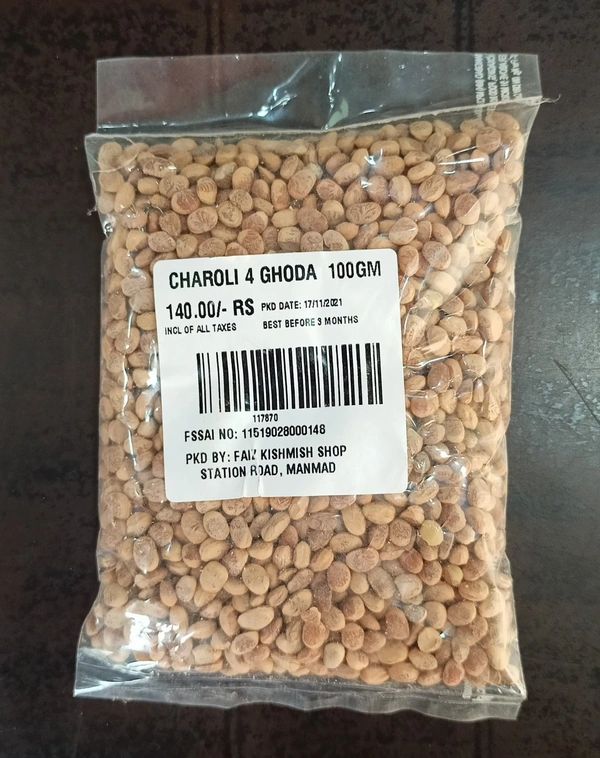 CHAROLI 4 GHODA 100GM
140.00/- RS PKD DATE: 17/11/2021
INCL OF ALL TAXES BEST BEFORE 3 MONTHS
117870
FSSAI NO: 11519028000148
PKD BY: FAIZ KISHMISH SHOP
STATION ROAD, MANMAD